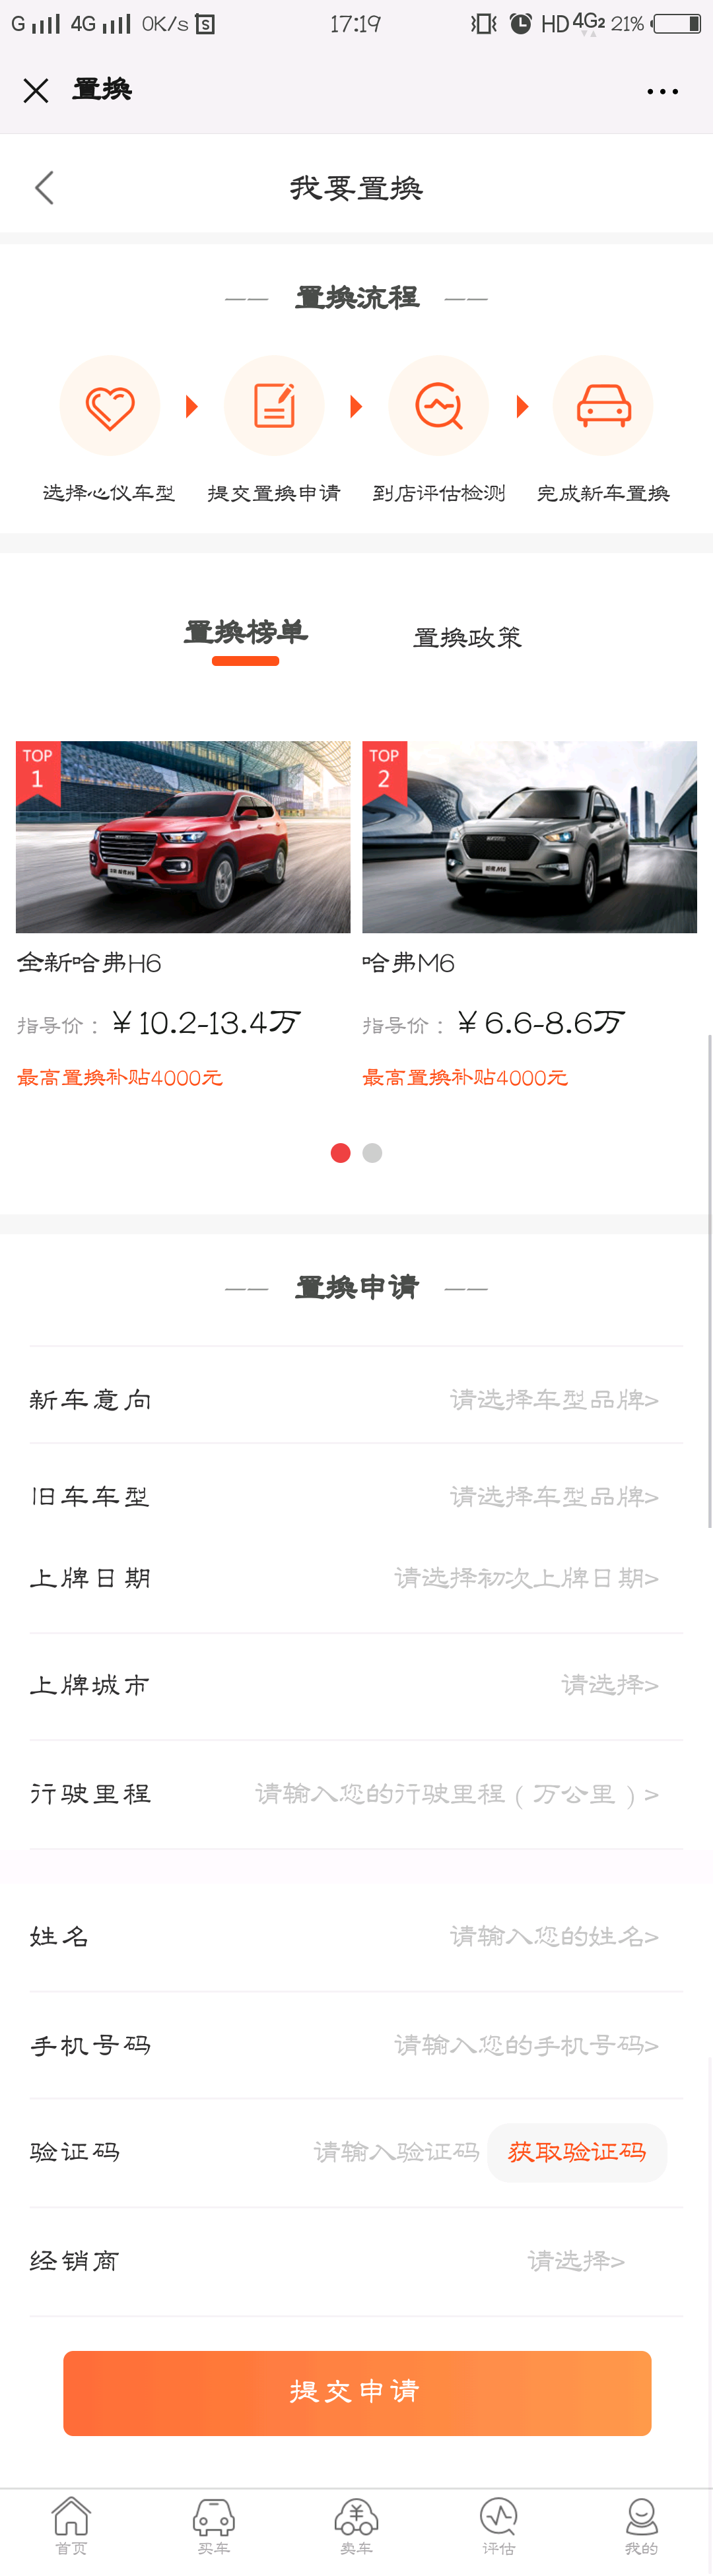 G 4G 0K/s 17:19 HD 4G2 21%
置换
我要置换
置换流程
选择心仪车型 提交置换申请 到店评估检测 完成新车置换
置换榜单 置换政策
TOP 1 TOP 2
全新哈弗H6 哈弗M6
指导价：￥10.2-13.4万 指导价：￥6.6-8.6万
最高置换补贴4000元 最高置换补贴4000元
置换申请
新车意向 请选择车型品牌>
旧车车型 请选择车型品牌>
上牌日期 请选择初次上牌日期>
上牌城市 请选择>
行驶里程 请输入您的行驶里程（万公里）>
姓名 请输入您的姓名>
手机号码 请输入您的手机号码>
验证码 请输入验证码 获取验证码
经销商 请选择>
提交申请
首页 买车 卖车 评估 我的